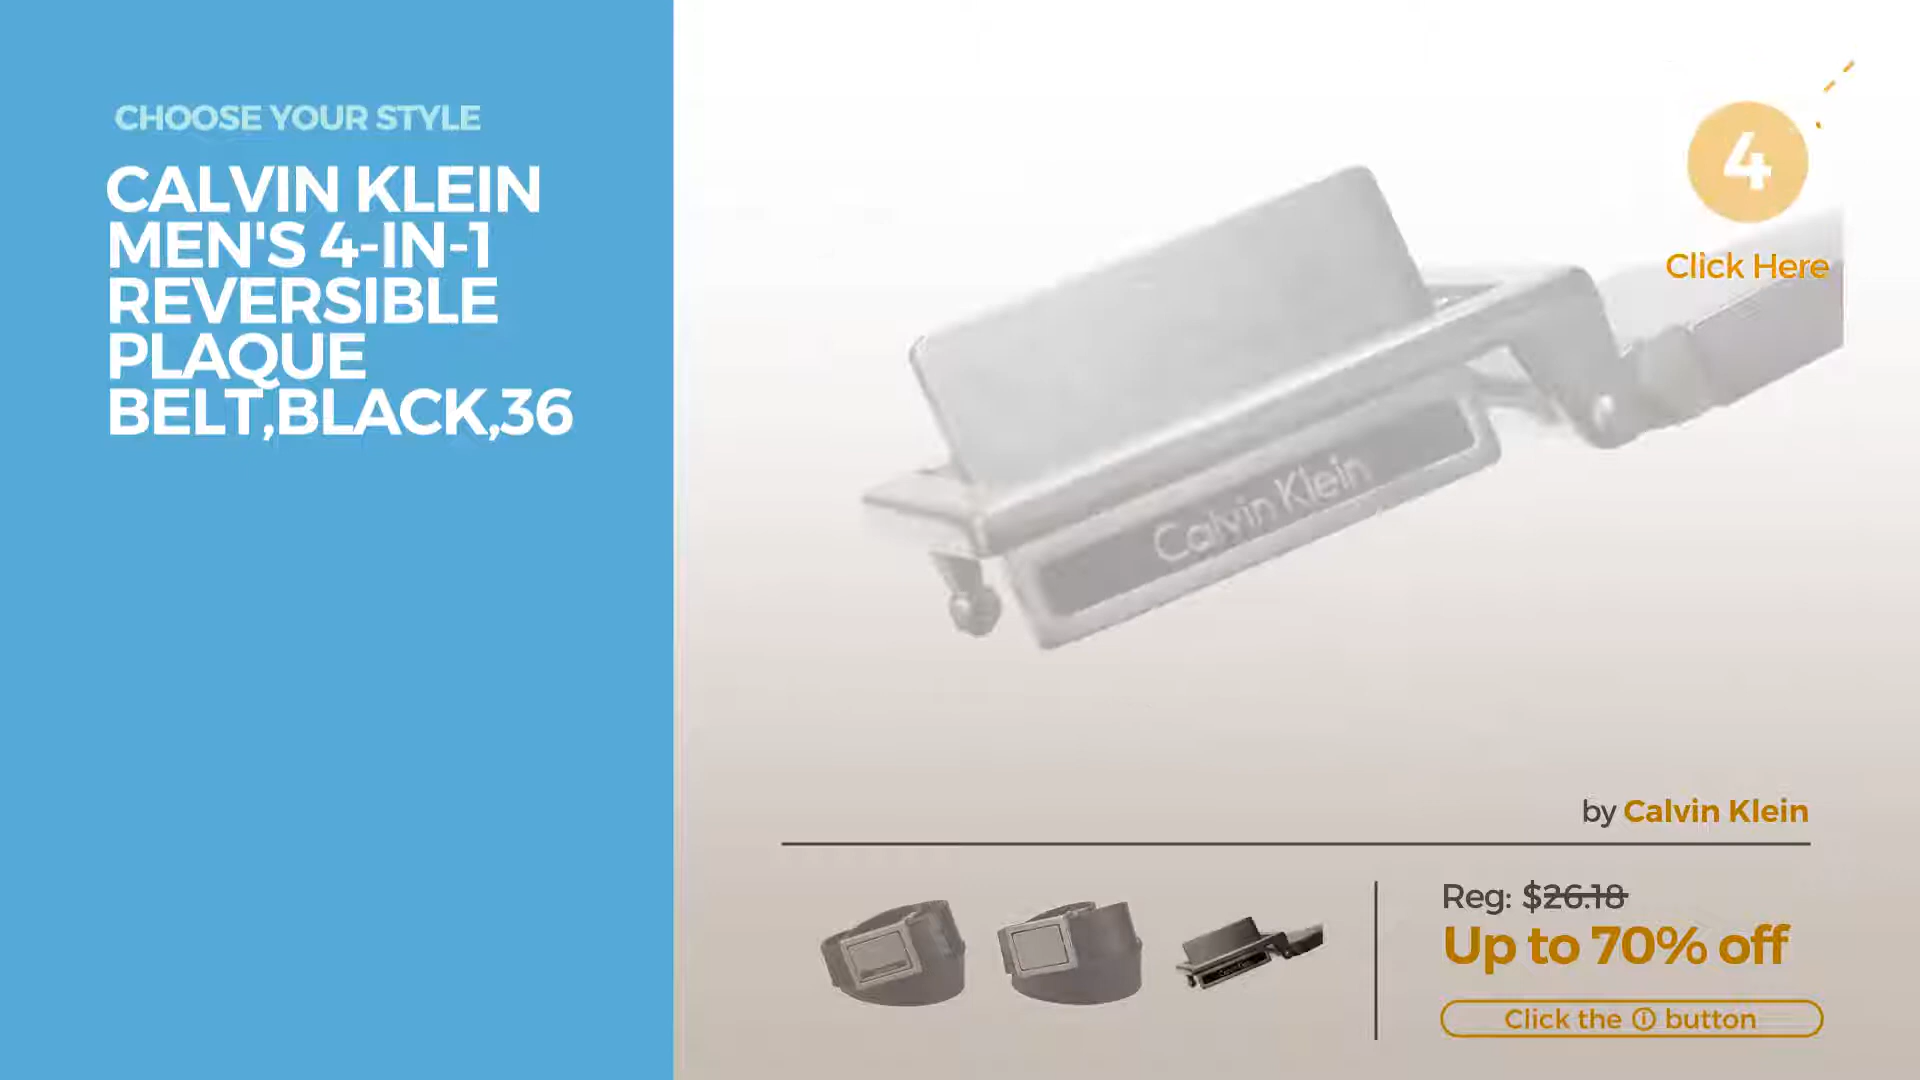 CHOOSE YOUR STYLE
CALVIN KLEIN
MEN'S 4-IN-1
REVERSIBLE
PLAQUE
BELT,BLACK,36
4
Click Here
Calvin Klein
by Calvin Klein
Reg: $26.18
Up to 70% off
Click the ⓘ button